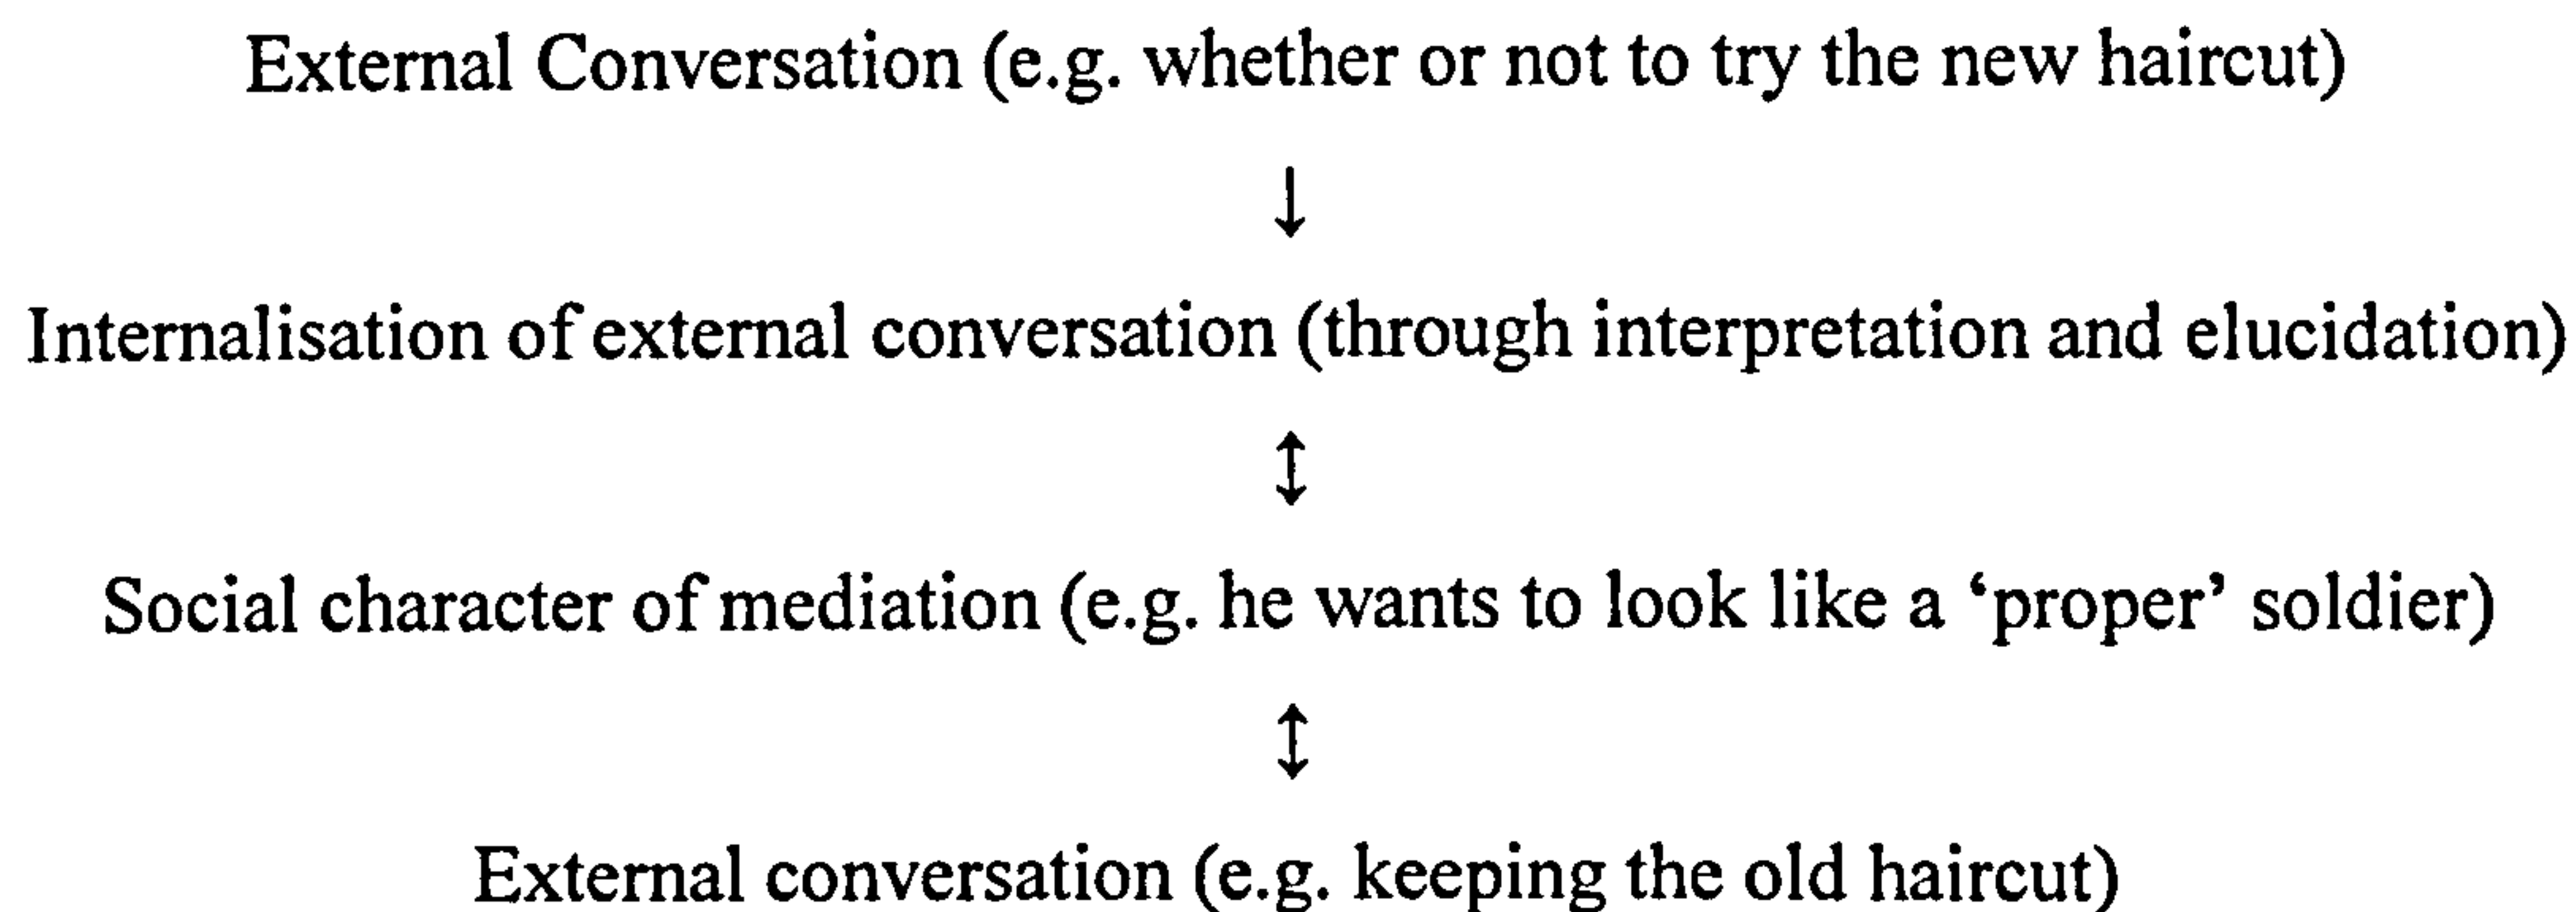 External Conversation (e.g. whether or not to try the new haircut)
↓
Internalisation of external conversation (through interpretation and elucidation)
↕
Social character of mediation (e.g. he wants to look like a ‘proper’ soldier)
↕
External conversation (e.g. keeping the old haircut)